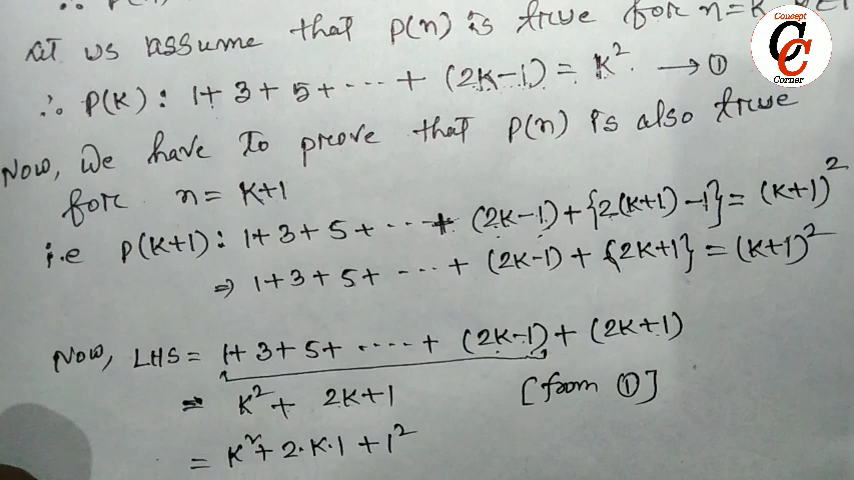 ∴ P(
Let us assume that P(n) is true for n=K
∴ P(K): 1+3+5+ --- + (2K-1) = K². → ①
Now, we have to prove that P(n) is also true
for n= K+1
i.e P(K+1): 1+3+5+ --- + (2K-1)+{2(K+1)-1} = (K+1)²
⇒ 1+3+5+ --- + (2K-1) + {2K+1} = (K+1)²
Now, LHS = 1+3+5+ ---- + (2K-1)+(2K+1)
= K²+ 2K+1 [from ①]
= K²+2·K·1+1²
Concept
CC
Corner